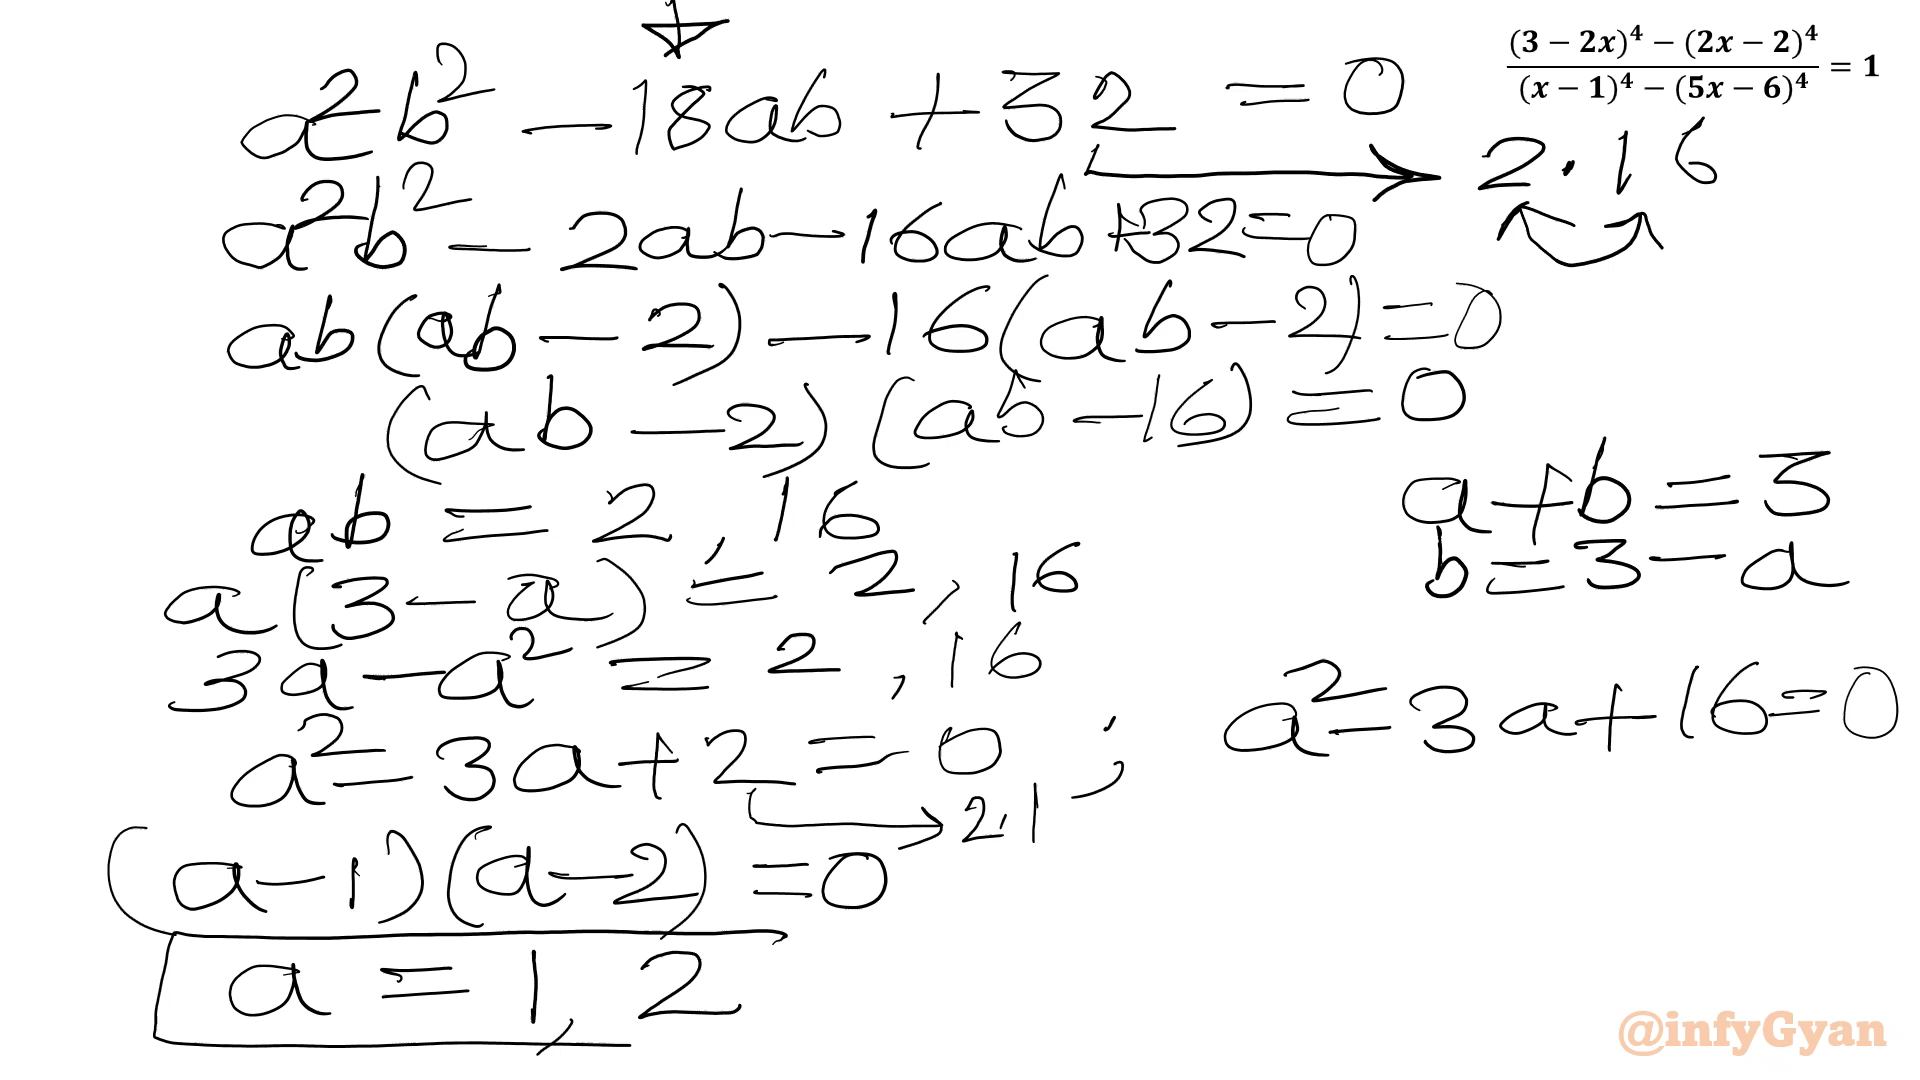 (3 − 2x)⁴ − (2x − 2)⁴ / (x − 1)⁴ − (5x − 6)⁴ = 1
a²b² − 18ab + 32 = 0
2·16
a²b² − 2ab − 16ab + 32 = 0
ab(ab − 2) − 16(ab − 2) = 0
(ab − 2)(ab − 16) = 0
ab = 2, 16
a + b = 3
b = 3 − a
a(3 − a) = 2, 16
3a − a² = 2, 16
a² − 3a + 2 = 0 ; a² − 3a + 16 = 0
2·1
(a − 1)(a − 2) = 0
a = 1, 2
@infyGyan